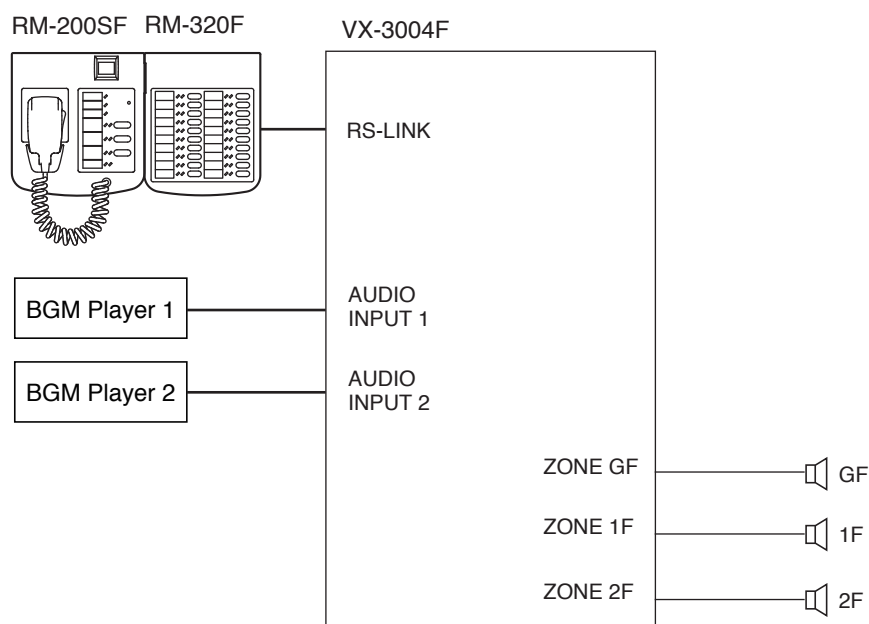 RM-200SF RM-320F VX-3004F
RS-LINK
BGM Player 1
AUDIO
INPUT 1
BGM Player 2
AUDIO
INPUT 2
ZONE GF
GF
ZONE 1F
1F
ZONE 2F
2F